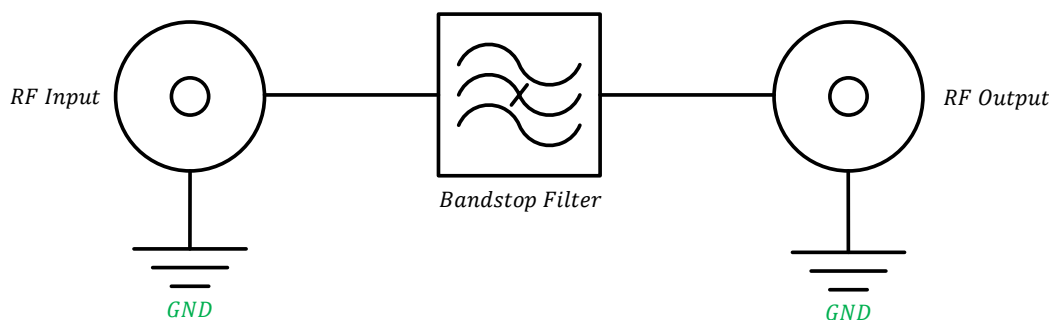 RF Input
RF Output
Bandstop Filter
GND
GND